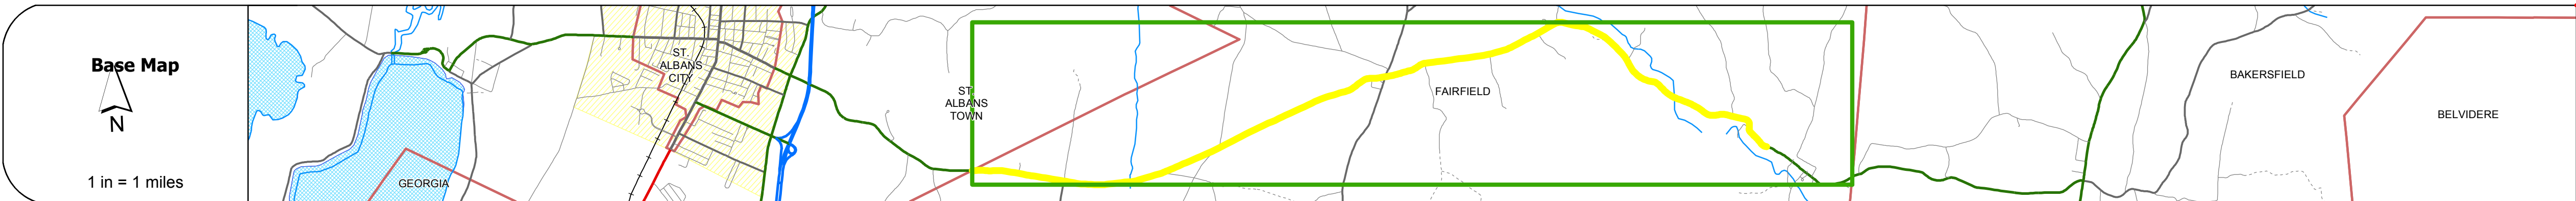 Base Map
N
1 in = 1 miles
GEORGIA
ST.
ALBANS
CITY
ST.
ALBANS
TOWN
FAIRFIELD
BAKERSFIELD
BELVIDERE